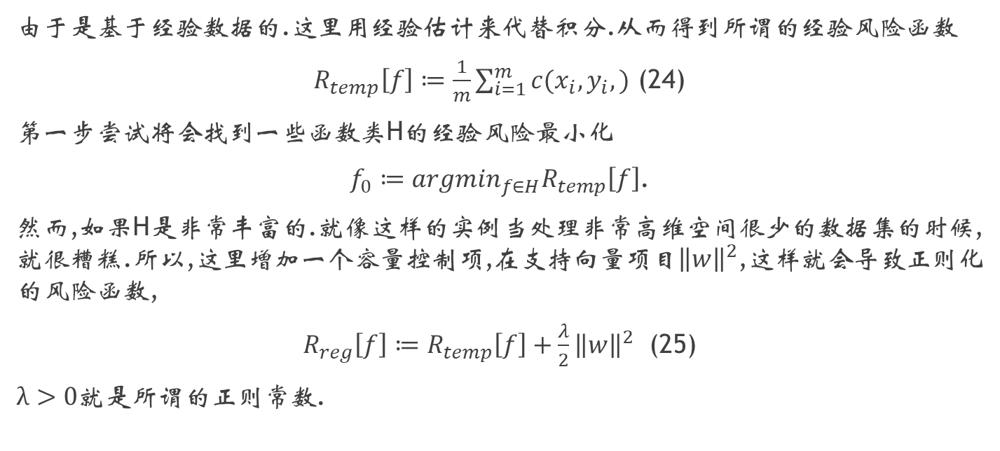 由于是基于经验数据的.这里用经验估计来代替积分.从而得到所谓的经验风险函数
R_{temp}[f] ≔ \frac{1}{m}∑_{i=1}^{m} c(x_i, y_i,) (24)
第一步尝试将会找到一些函数类H的经验风险最小化
f_0 ≔ argmin_{f∈H}R_{temp}[f].
然而,如果H是非常丰富的.就像这样的实例当处理非常高维空间很少的数据集的时候,
就很糟糕.所以,这里增加一个容量控制项,在支持向量项目‖w‖²,这样就会导致正则化
的风险函数,
R_{reg}[f] ≔ R_{temp}[f] + \frac{λ}{2}‖w‖² (25)
λ > 0就是所谓的正则常数.